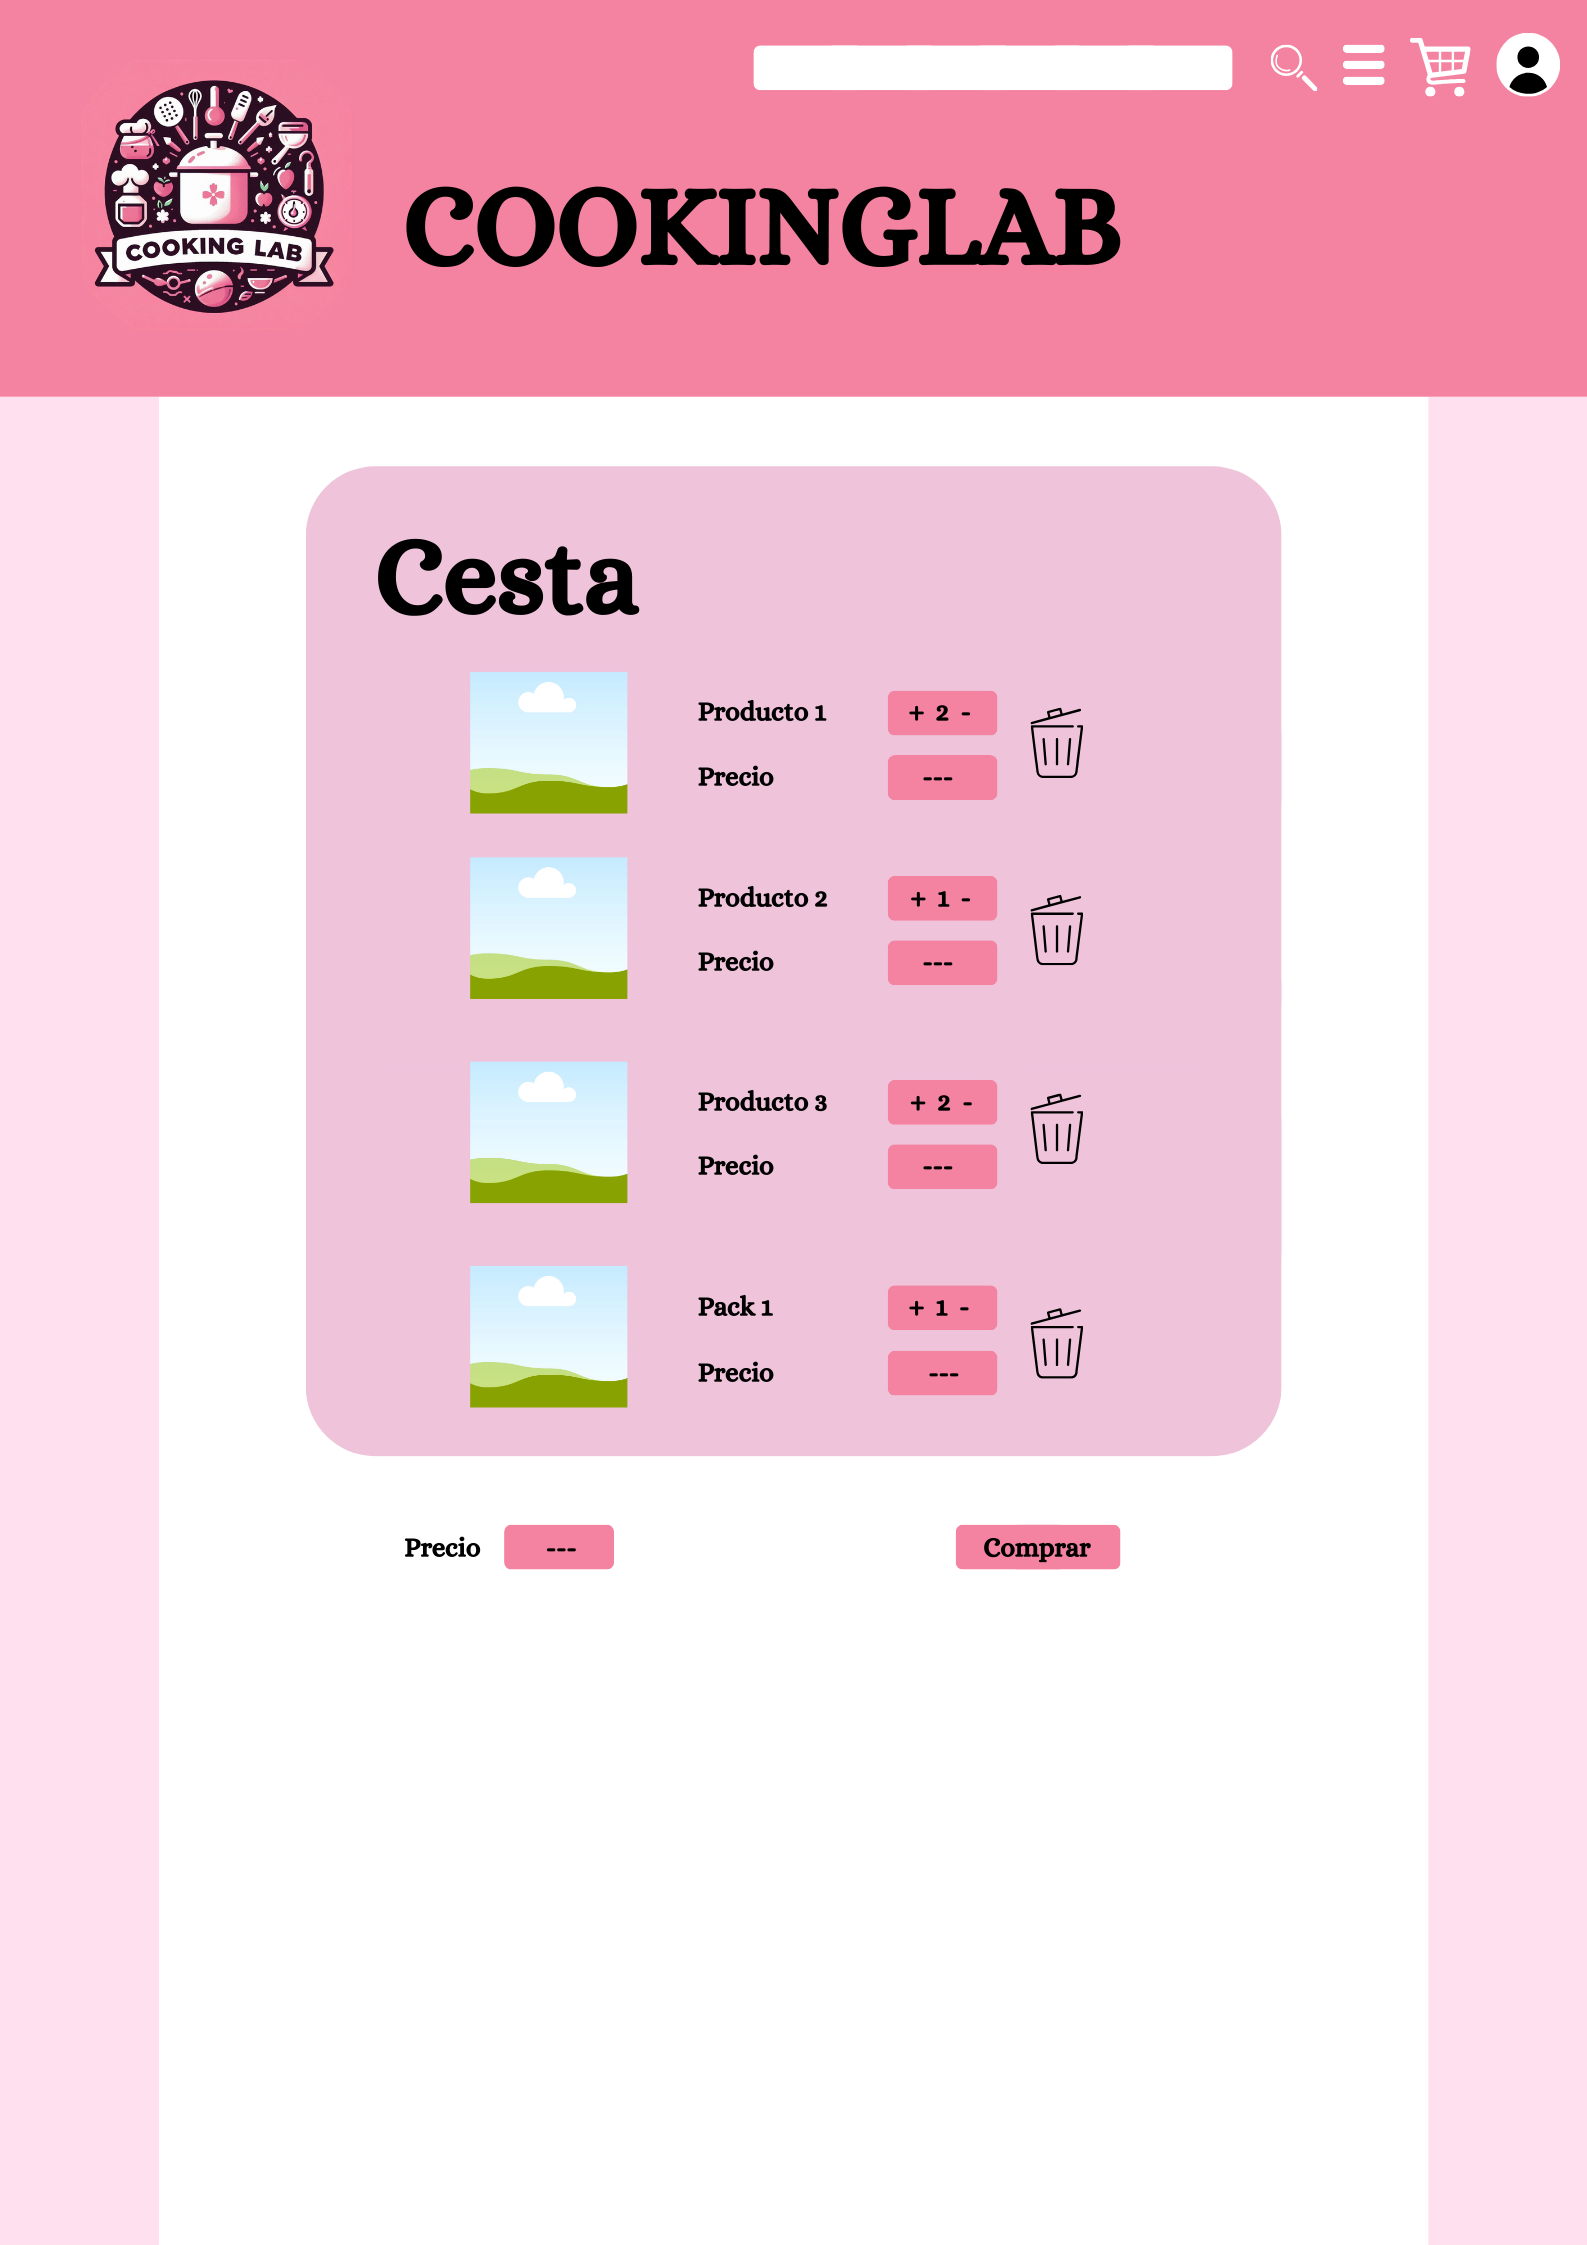 COOKING LAB
COOKINGLAB
Cesta
Producto 1
+ 2 -
Precio
---
Producto 2
+ 1 -
Precio
---
Producto 3
+ 2 -
Precio
---
Pack 1
+ 1 -
Precio
---
Precio
---
Comprar